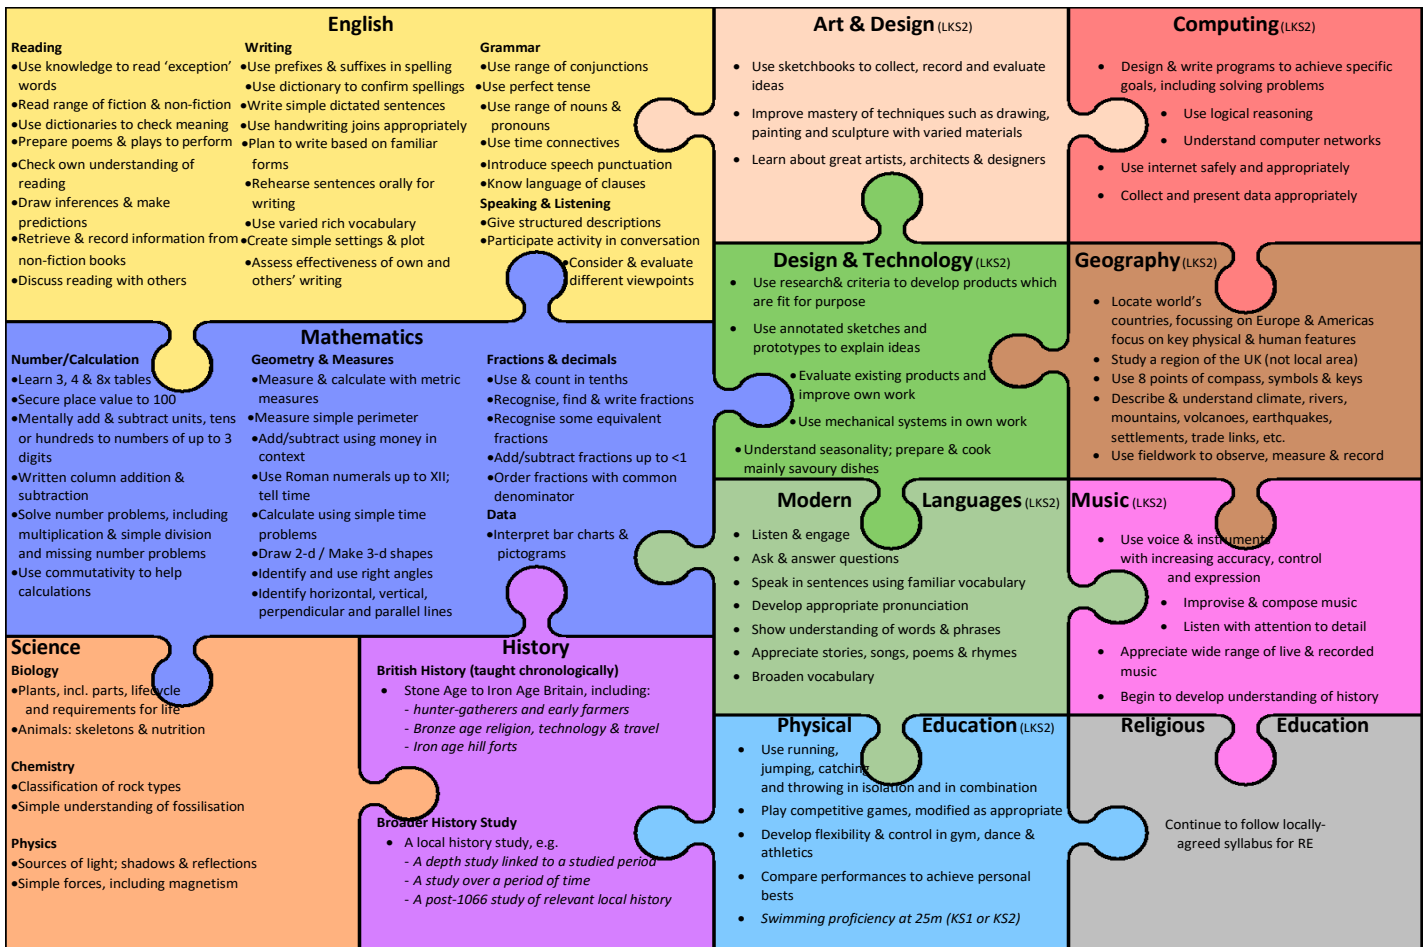 English
Reading
•Use knowledge to read ‘exception’
words
•Read range of fiction & non-fiction
•Use dictionaries to check meaning
•Prepare poems & plays to perform
•Check own understanding of
reading
•Draw inferences & make
predictions
•Retrieve & record information from
non-fiction books
•Discuss reading with others
Writing
•Use prefixes & suffixes in spelling
•Use dictionary to confirm spellings
•Write simple dictated sentences
•Use handwriting joins appropriately
•Plan to write based on familiar
forms
•Rehearse sentences orally for
writing
•Use varied rich vocabulary
•Create simple settings & plot
•Assess effectiveness of own and
others’ writing
Grammar
•Use range of conjunctions
•Use perfect tense
•Use range of nouns &
pronouns
•Use time connectives
•Introduce speech punctuation
•Know language of clauses
Speaking & Listening
•Give structured descriptions
•Participate activity in conversation
•Consider & evaluate
different viewpoints
Art & Design (LKS2)
• Use sketchbooks to collect, record and evaluate
ideas
• Improve mastery of techniques such as drawing,
painting and sculpture with varied materials
• Learn about great artists, architects & designers
Computing (LKS2)
• Design & write programs to achieve specific
goals, including solving problems
• Use logical reasoning
• Understand computer networks
• Use internet safely and appropriately
• Collect and present data appropriately
Design & Technology (LKS2)
• Use research& criteria to develop products which
are fit for purpose
• Use annotated sketches and
prototypes to explain ideas
•Evaluate existing products and
improve own work
•Use mechanical systems in own work
•Understand seasonality; prepare & cook
mainly savoury dishes
Geography (LKS2)
• Locate world’s
countries, focussing on Europe & Americas
focus on key physical & human features
• Study a region of the UK (not local area)
• Use 8 points of compass, symbols & keys
• Describe & understand climate, rivers,
mountains, volcanoes, earthquakes,
settlements, trade links, etc.
• Use fieldwork to observe, measure & record
Mathematics
Number/Calculation
•Learn 3, 4 & 8x tables
•Secure place value to 100
•Mentally add & subtract units, tens
or hundreds to numbers of up to 3
digits
•Written column addition &
subtraction
•Solve number problems, including
multiplication & simple division
and missing number problems
•Use commutativity to help
calculations
Geometry & Measures
•Measure & calculate with metric
measures
•Measure simple perimeter
•Add/subtract using money in
context
•Use Roman numerals up to XII;
tell time
•Calculate using simple time
problems
•Draw 2-d / Make 3-d shapes
•Identify and use right angles
•Identify horizontal, vertical,
perpendicular and parallel lines
Fractions & decimals
•Use & count in tenths
•Recognise, find & write fractions
•Recognise some equivalent
fractions
•Add/subtract fractions up to <1
•Order fractions with common
denominator
Data
•Interpret bar charts &
pictograms
Modern Languages (LKS2)
• Listen & engage
• Ask & answer questions
• Speak in sentences using familiar vocabulary
• Develop appropriate pronunciation
• Show understanding of words & phrases
• Appreciate stories, songs, poems & rhymes
• Broaden vocabulary
Music (LKS2)
• Use voice & instruments
with increasing accuracy, control
and expression
• Improvise & compose music
• Listen with attention to detail
• Appreciate wide range of live & recorded
music
• Begin to develop understanding of history
Science
Biology
•Plants, incl. parts, lifecycle
and requirements for life
•Animals: skeletons & nutrition
Chemistry
•Classification of rock types
•Simple understanding of fossilisation
Physics
•Sources of light; shadows & reflections
•Simple forces, including magnetism
History
British History (taught chronologically)
• Stone Age to Iron Age Britain, including:
- hunter-gatherers and early farmers
- Bronze age religion, technology & travel
- Iron age hill forts
Broader History Study
• A local history study, e.g.
- A depth study linked to a studied period
- A study over a period of time
- A post-1066 study of relevant local history
Physical Education (LKS2)
• Use running,
jumping, catching
and throwing in isolation and in combination
• Play competitive games, modified as appropriate
• Develop flexibility & control in gym, dance &
athletics
• Compare performances to achieve personal
bests
• Swimming proficiency at 25m (KS1 or KS2)
Religious Education
Continue to follow locally-
agreed syllabus for RE